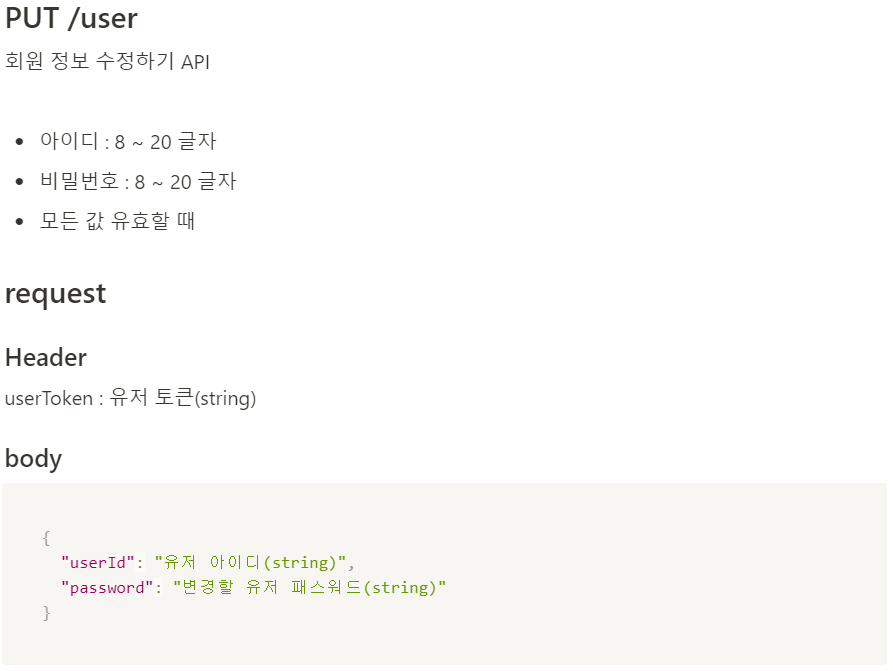 PUT /user
회원 정보 수정하기 API
• 아이디 : 8 ~ 20 글자
• 비밀번호 : 8 ~ 20 글자
• 모든 값 유효할 때
request
Header
userToken : 유저 토큰(string)
body
{
"userId": "유저 아이디(string)",
"password": "변경할 유저 패스워드(string)"
}